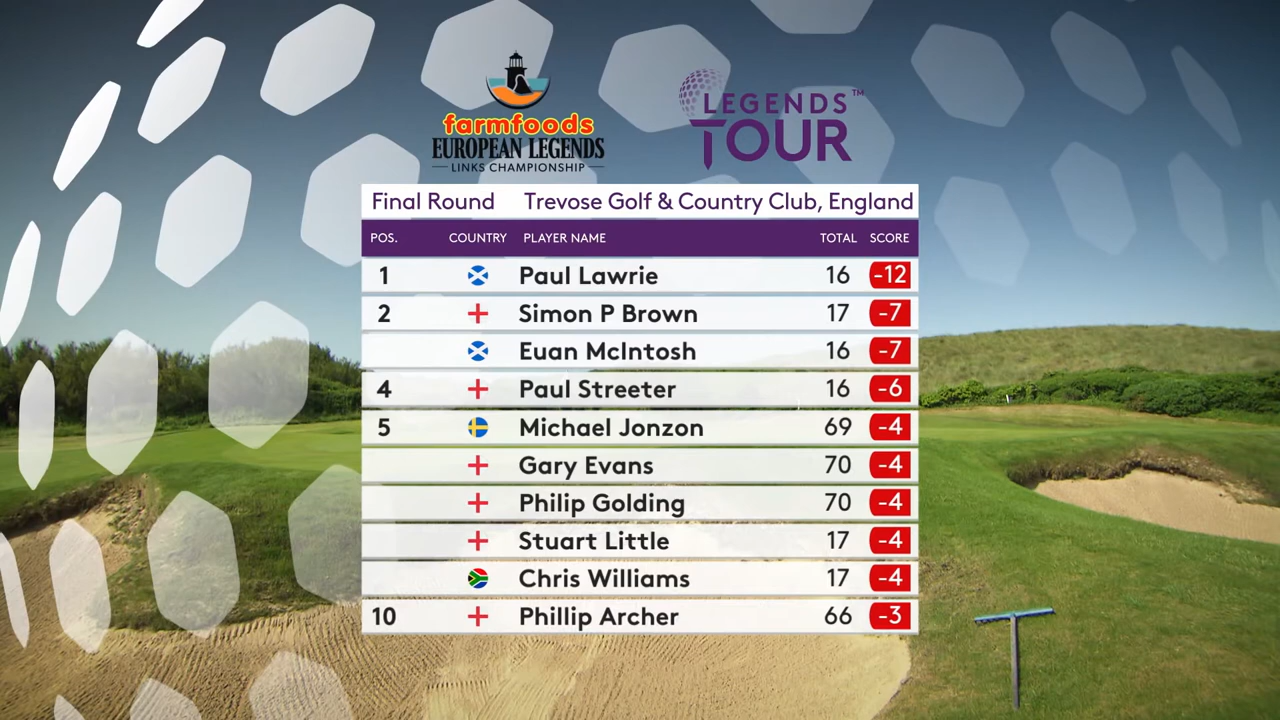 farmfoods
EUROPEAN LEGENDS
LINKS CHAMPIONSHIP
LEGENDS™
TOUR
Final Round Trevose Golf & Country Club, England
POS. COUNTRY PLAYER NAME TOTAL SCORE
1 Paul Lawrie 16 -12
2 Simon P Brown 17 -7
Euan McIntosh 16 -7
4 Paul Streeter 16 -6
5 Michael Jonzon 69 -4
Gary Evans 70 -4
Philip Golding 70 -4
Stuart Little 17 -4
Chris Williams 17 -4
10 Phillip Archer 66 -3